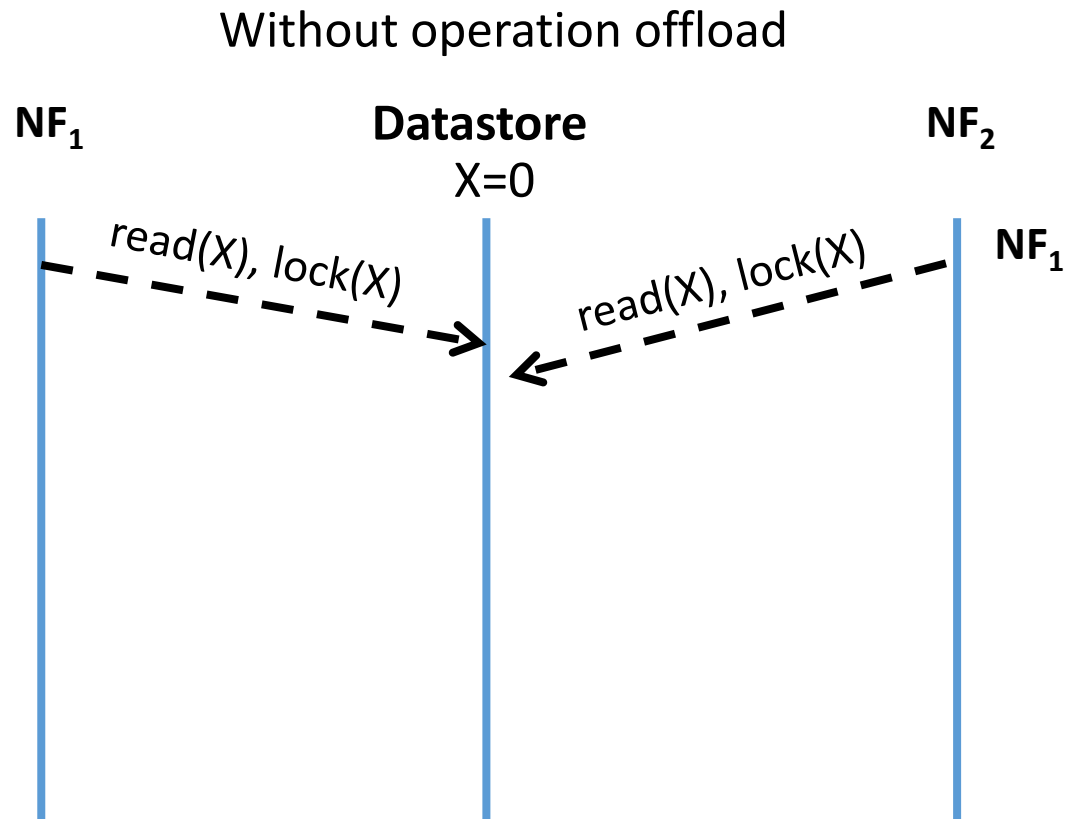 Without operation offload
NF₁ Datastore NF₂
X=0
read(X), lock(X)
read(X), lock(X)
NF₁